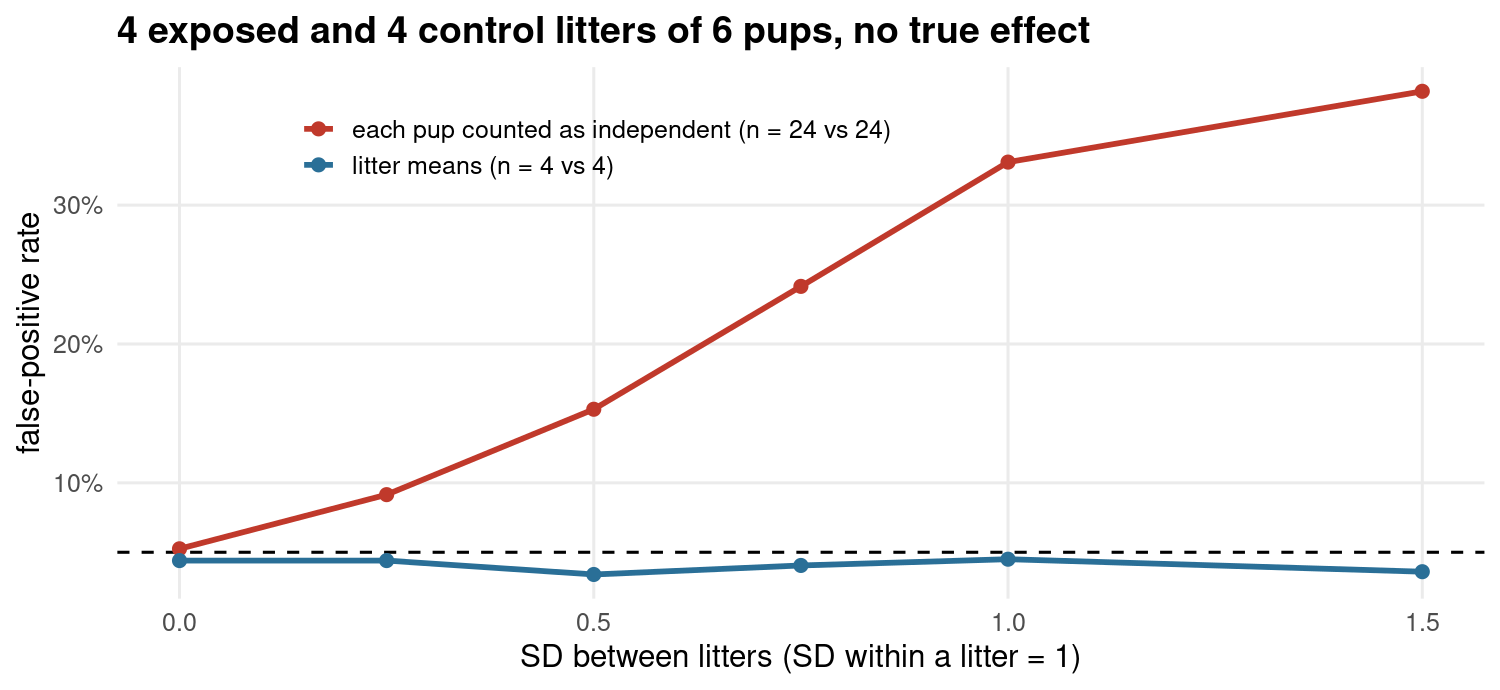 4 exposed and 4 control litters of 6 pups, no true effect
each pup counted as independent (n = 24 vs 24)
litter means (n = 4 vs 4)
false-positive rate
30%
20%
10%
0.0
0.5
1.0
1.5
SD between litters (SD within a litter = 1)